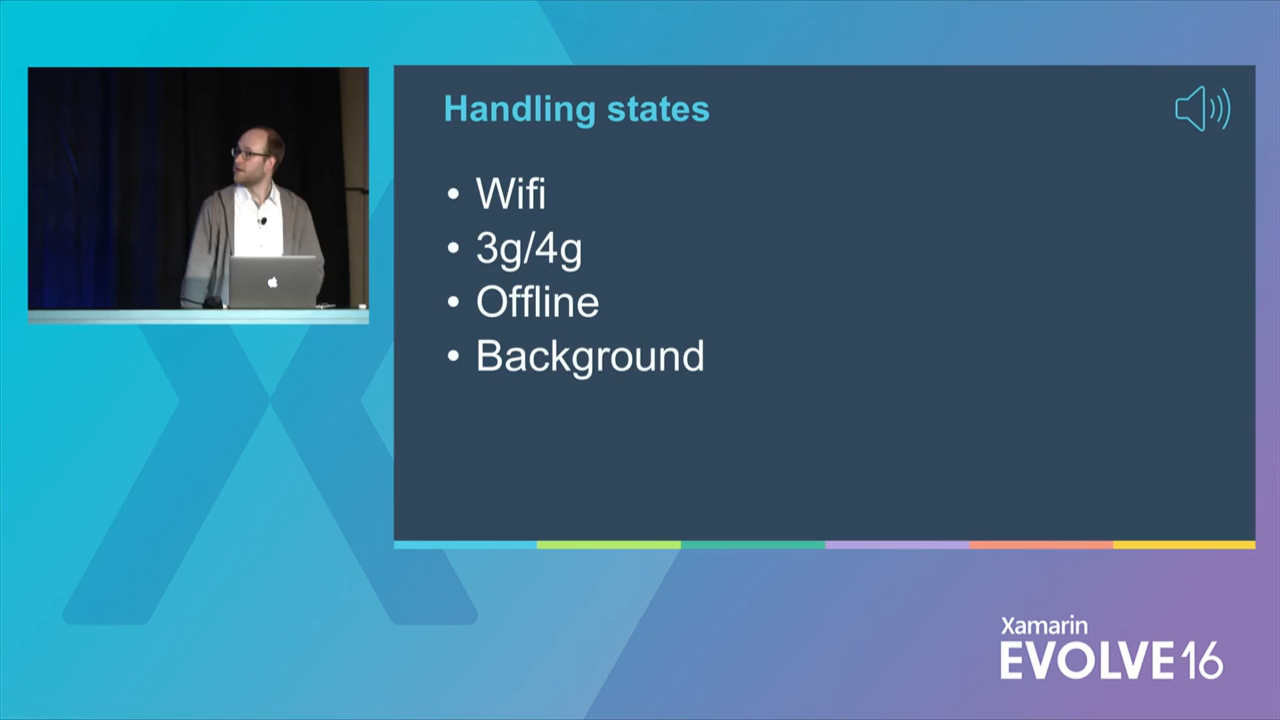 Handling states
• Wifi
• 3g/4g
• Offline
• Background
Xamarin
EVOLVE16